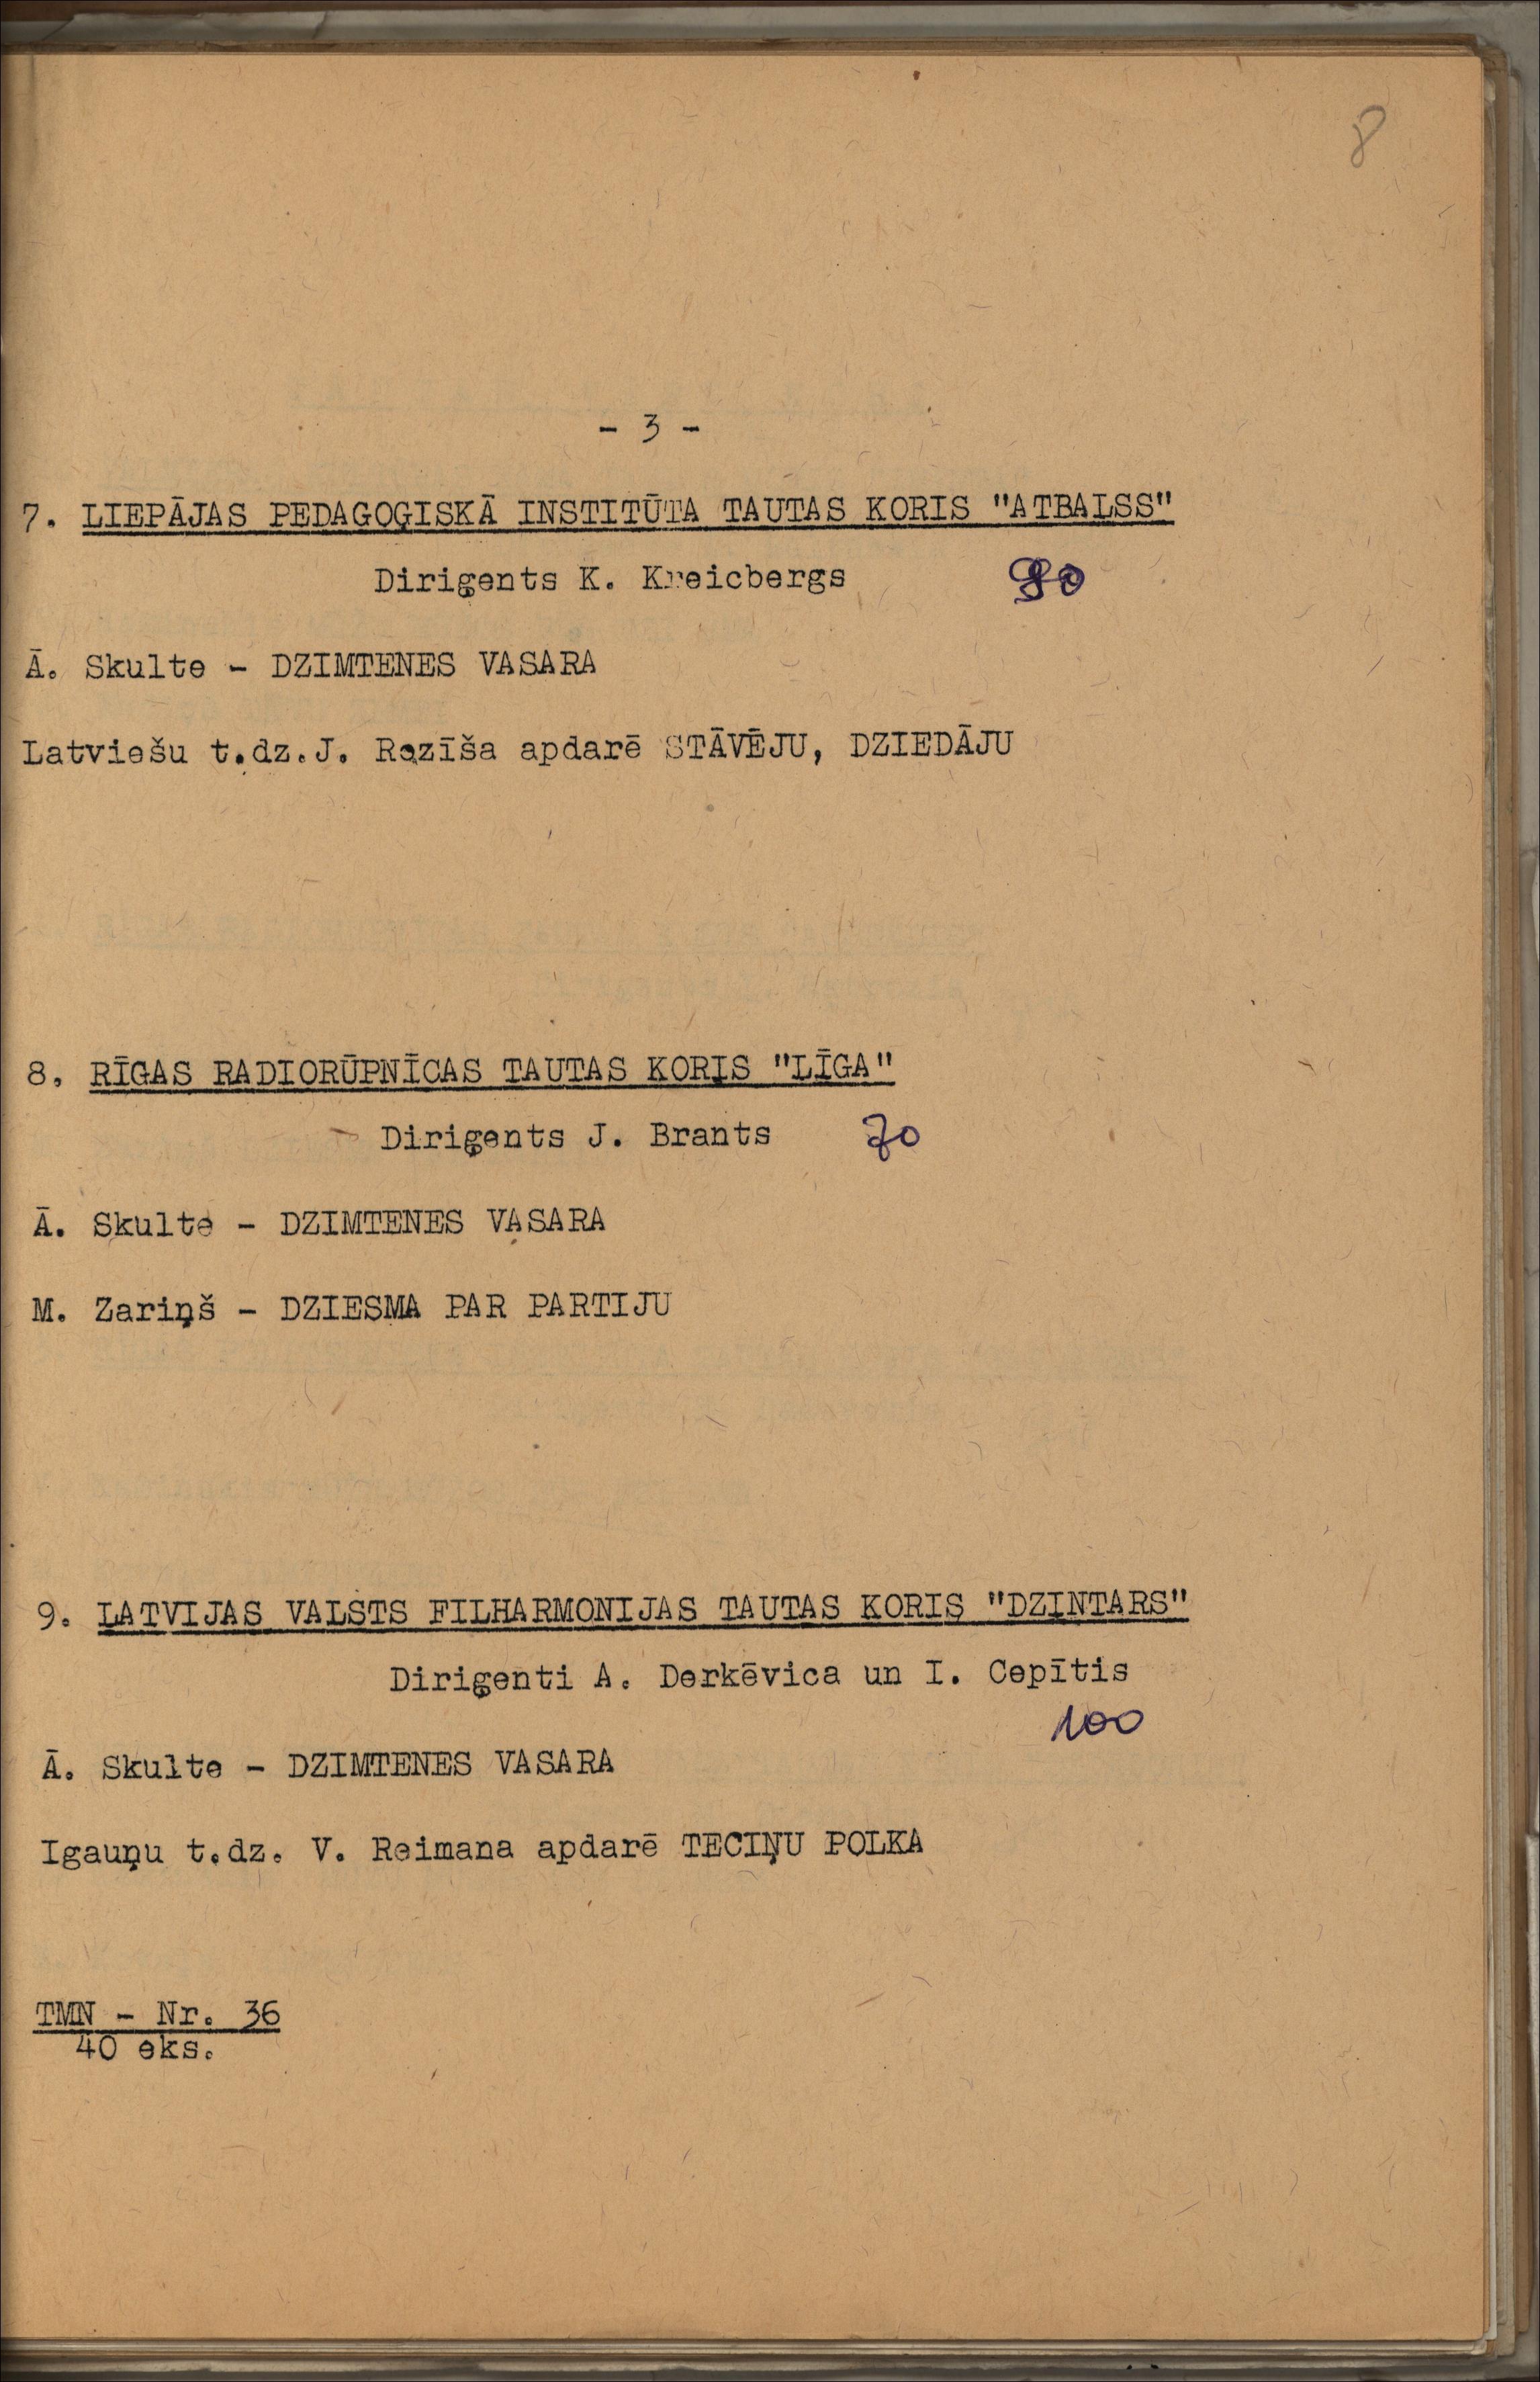 8
- 3 -
7. LIEPĀJAS PEDAGOĢISKĀ INSTITŪTA TAUTAS KORIS "ATBALSS"
Diriģents K. Kreicbergs
Ā. Skulte - DZIMTENES VASARA
Latviešu t.dz.J. Rozīša apdarē STĀVĒJU, DZIEDĀJU
8. RĪGAS RADIORŪPNĪCAS TAUTAS KORIS "LĪGA"
Diriģents J. Brants 70
Ā. Skulte - DZIMTENES VASARA
M. Zariņš - DZIESMA PAR PARTIJU
9. LATVIJAS VALSTS FILHARMONIJAS TAUTAS KORIS "DZINTARS"
Diriģenti A. Derkēvica un I. Cepītis
100
Ā. Skulte - DZIMTENES VASARA
Igauņu t.dz. V. Reimana apdarē TECIŅU POLKA
TMN - Nr. 36
40 eks.